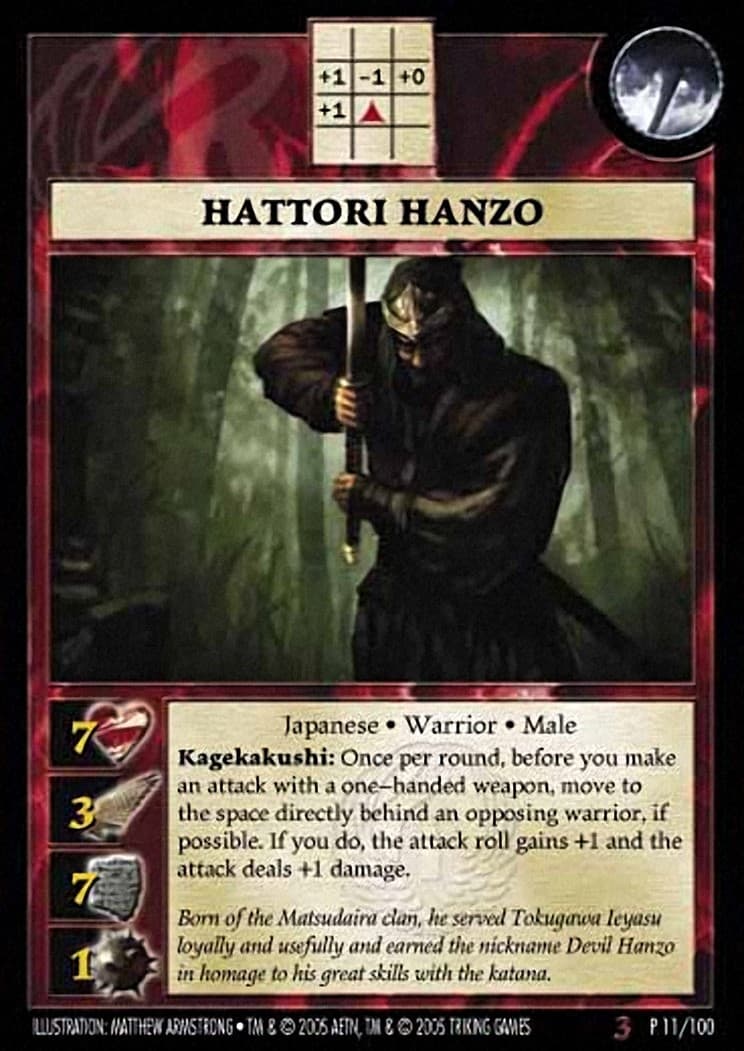 +1 -1 +0
+1
HATTORI HANZO
7
3
7
1
Japanese • Warrior • Male
Kagekakushi: Once per round, before you make
an attack with a one-handed weapon, move to
the space directly behind an opposing warrior, if
possible. If you do, the attack roll gains +1 and the
attack deals +1 damage.
Born of the Matsudaira clan, he served Tokugawa Ieyasu
loyally and usefully and earned the nickname Devil Hanzo
in homage to his great skills with the katana.
ILLUSTRATION: MATTHEW ARMSTRONG • TM & © 2005 AETN, TM & © 2005 TRIKING GAMES 3 P 11/100